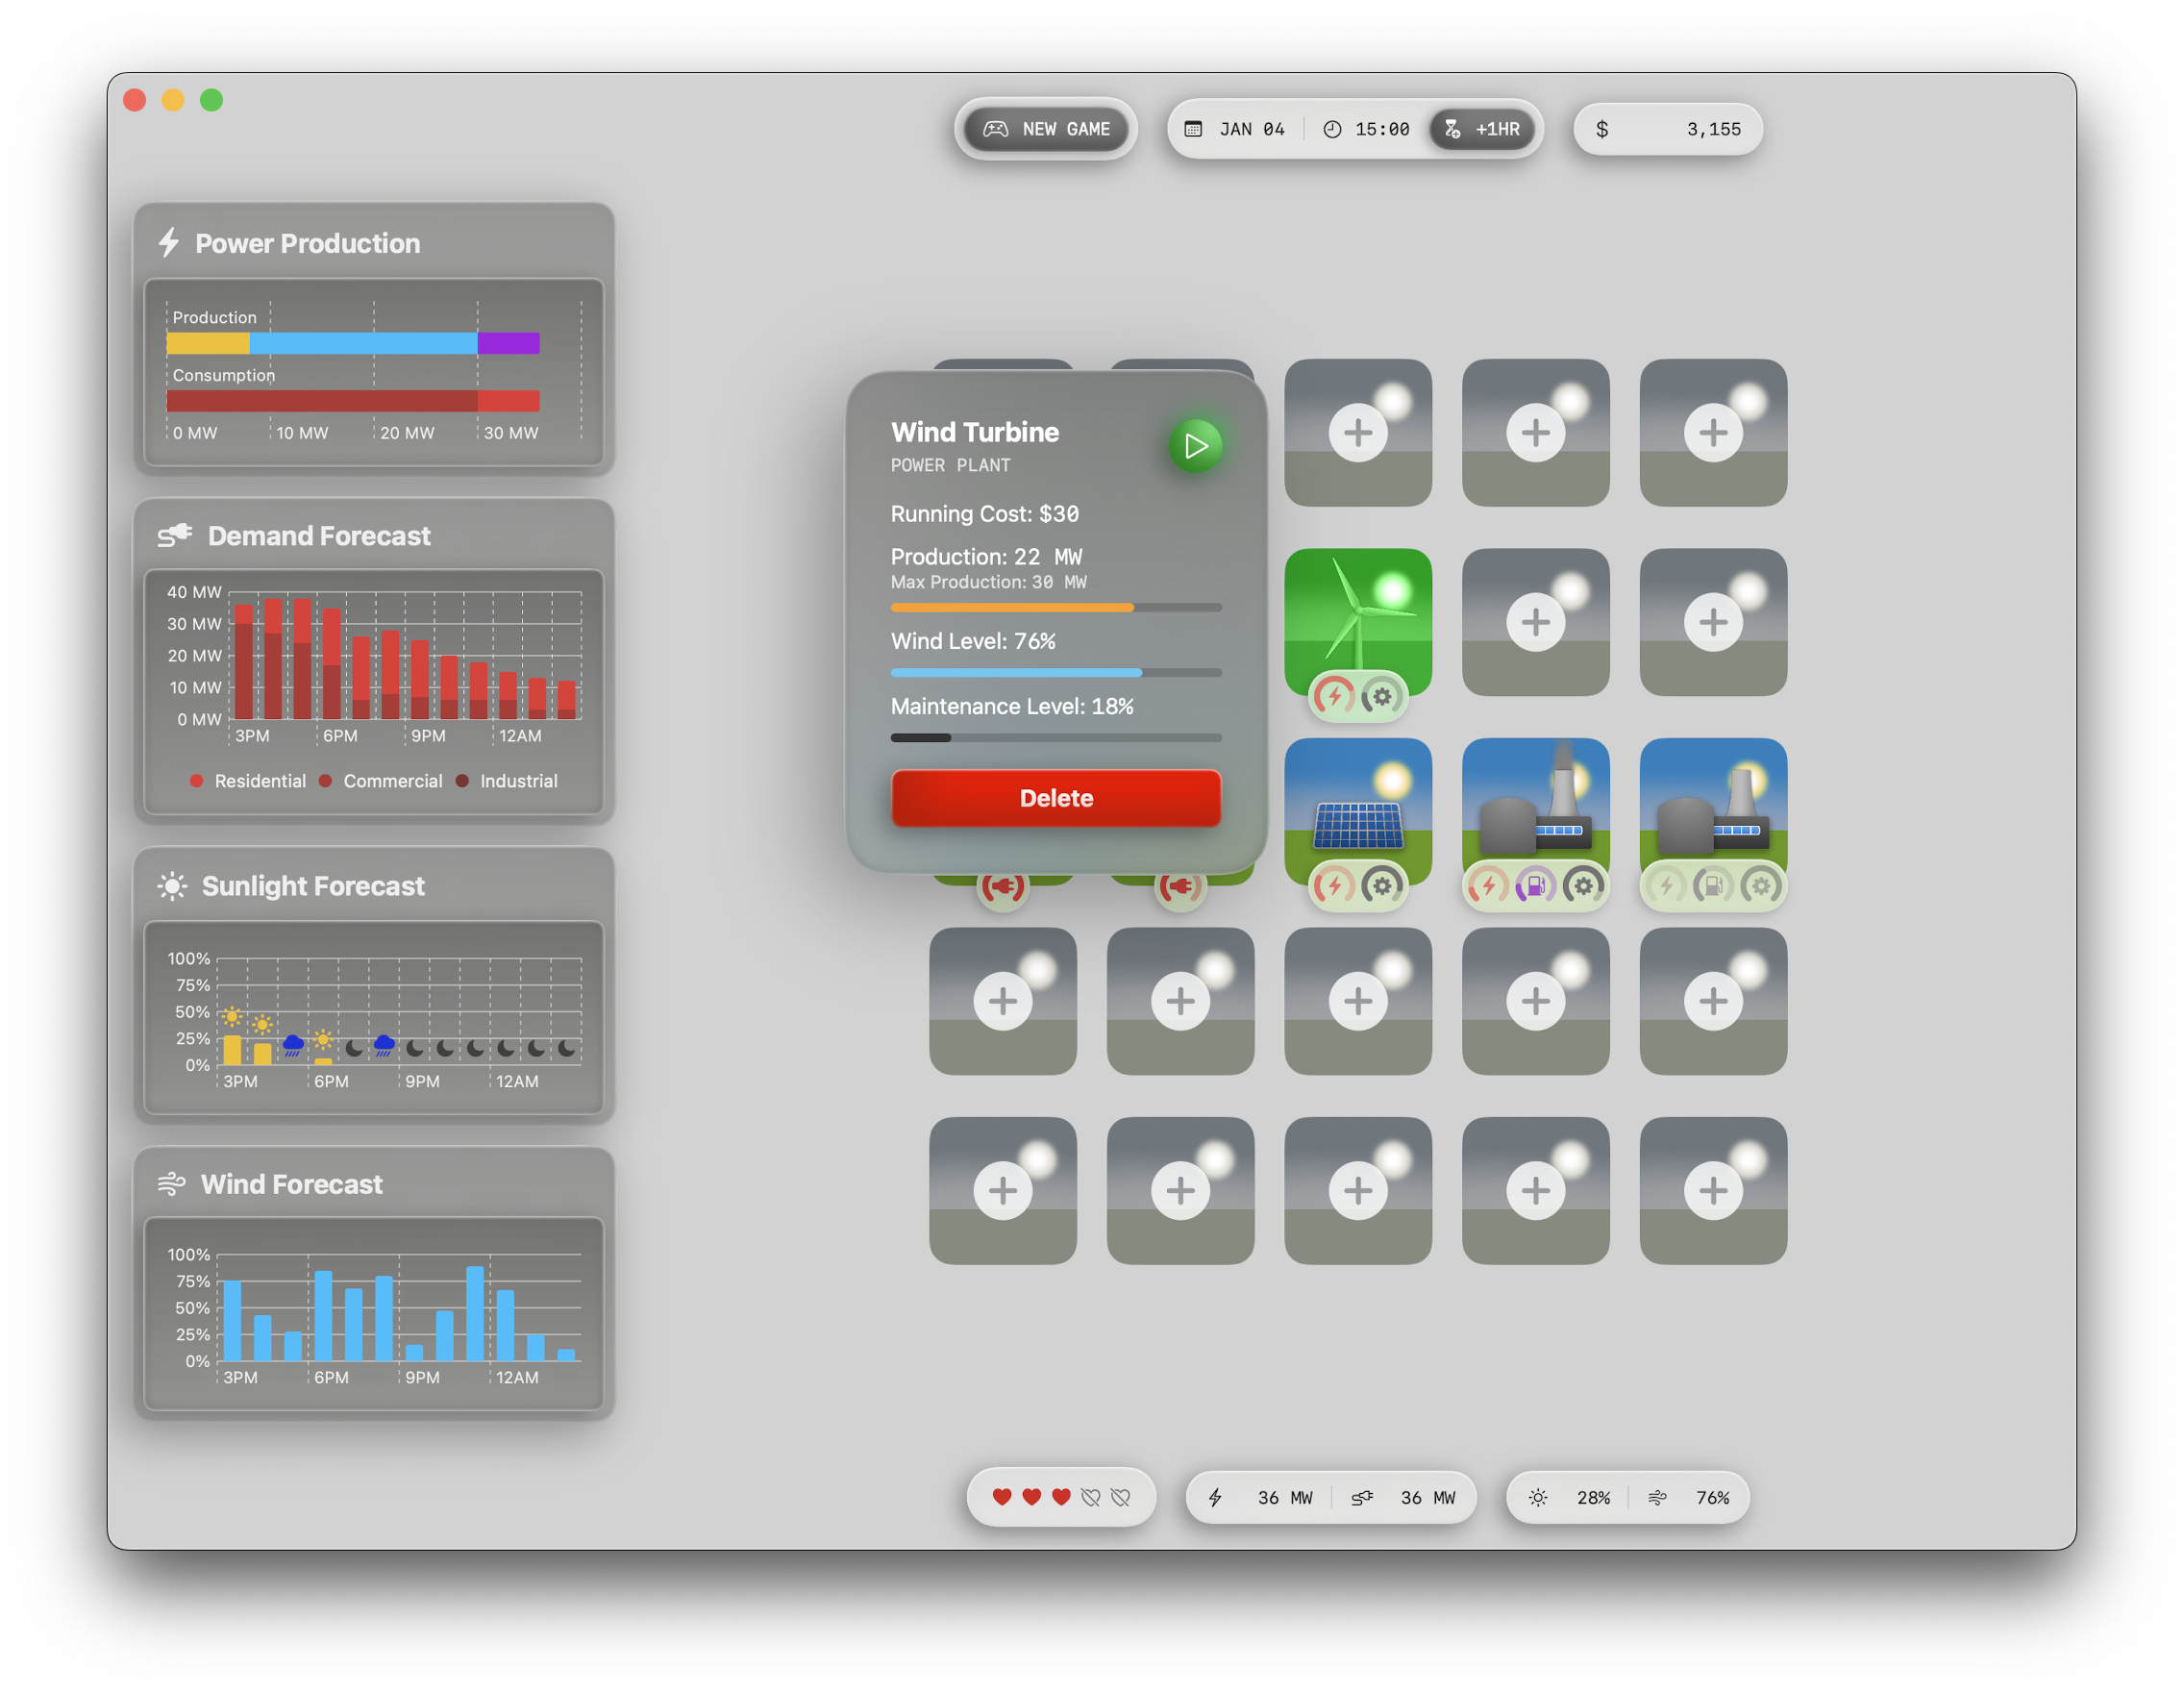 NEW GAME
JAN 04
15:00
+1HR
$ 3,155
Power Production
Production
Consumption
0 MW 10 MW 20 MW 30 MW
Demand Forecast
40 MW
30 MW
20 MW
10 MW
0 MW
3PM 6PM 9PM 12AM
Residential Commercial Industrial
Sunlight Forecast
100%
75%
50%
25%
0%
3PM 6PM 9PM 12AM
Wind Forecast
100%
75%
50%
25%
0%
3PM 6PM 9PM 12AM
Wind Turbine
POWER PLANT
Running Cost: $30
Production: 22 MW
Max Production: 30 MW
Wind Level: 76%
Maintenance Level: 18%
Delete
36 MW
36 MW
28%
76%